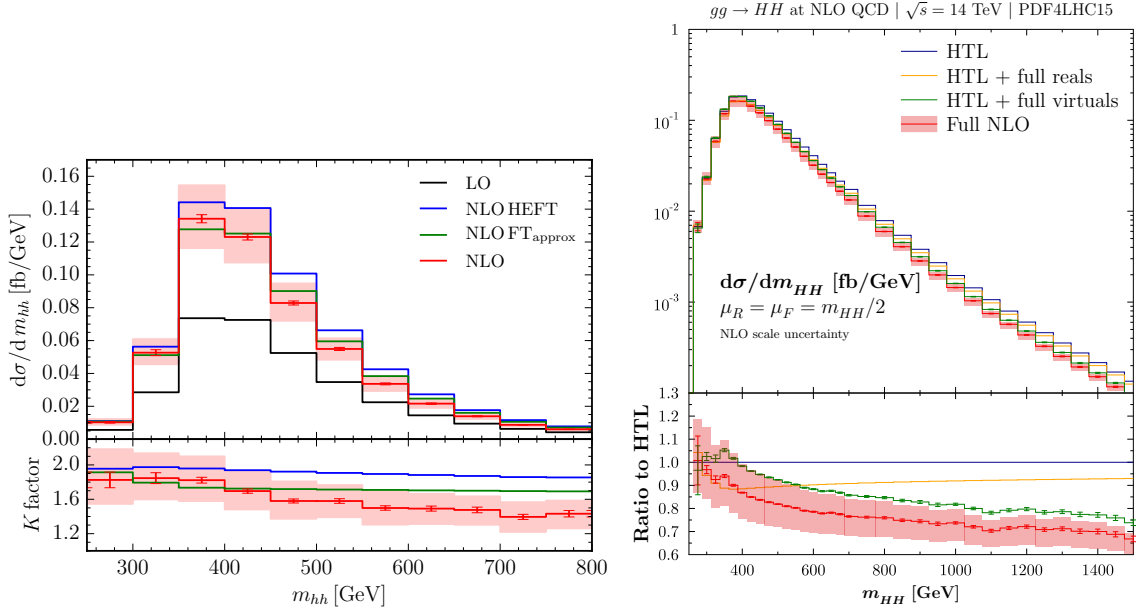 0.16
0.14
0.12
0.10
0.08
0.06
0.04
0.02
0.00
dσ/d m_hh [fb/GeV]
LO
NLO HEFT
NLO FT_approx
NLO
2.0
1.6
1.2
K factor
300 400 500 600 700 800
m_hh [GeV]
gg → HH at NLO QCD | √s = 14 TeV | PDF4LHC15
1
10⁻¹
10⁻²
10⁻³
HTL
HTL + full reals
HTL + full virtuals
Full NLO
dσ/dm_HH [fb/GeV]
μ_R = μ_F = m_HH/2
NLO scale uncertainty
1.3
1.2
1.1
1.0
0.9
0.8
0.7
0.6
Ratio to HTL
400 600 800 1000 1200 1400
m_HH [GeV]